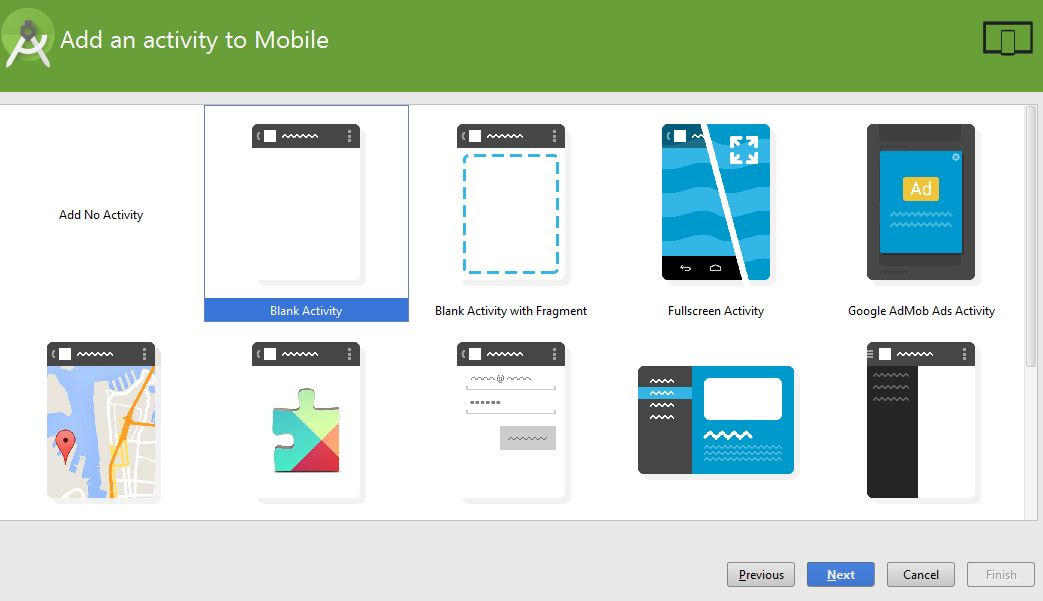 Add an activity to Mobile
Add No Activity
Blank Activity
Blank Activity with Fragment
Fullscreen Activity
Ad
Google AdMob Ads Activity
@
Previous
Next
Cancel
Finish